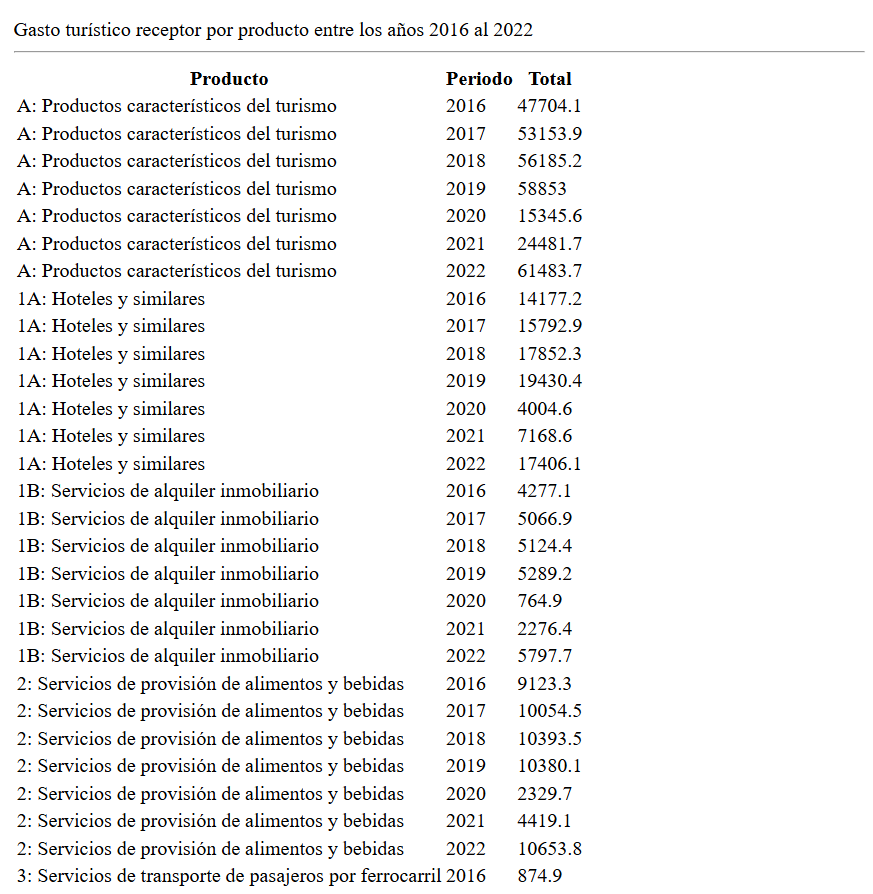 Gasto turístico receptor por producto entre los años 2016 al 2022
Producto Periodo Total
A: Productos característicos del turismo 2016 47704.1
A: Productos característicos del turismo 2017 53153.9
A: Productos característicos del turismo 2018 56185.2
A: Productos característicos del turismo 2019 58853
A: Productos característicos del turismo 2020 15345.6
A: Productos característicos del turismo 2021 24481.7
A: Productos característicos del turismo 2022 61483.7
1A: Hoteles y similares 2016 14177.2
1A: Hoteles y similares 2017 15792.9
1A: Hoteles y similares 2018 17852.3
1A: Hoteles y similares 2019 19430.4
1A: Hoteles y similares 2020 4004.6
1A: Hoteles y similares 2021 7168.6
1A: Hoteles y similares 2022 17406.1
1B: Servicios de alquiler inmobiliario 2016 4277.1
1B: Servicios de alquiler inmobiliario 2017 5066.9
1B: Servicios de alquiler inmobiliario 2018 5124.4
1B: Servicios de alquiler inmobiliario 2019 5289.2
1B: Servicios de alquiler inmobiliario 2020 764.9
1B: Servicios de alquiler inmobiliario 2021 2276.4
1B: Servicios de alquiler inmobiliario 2022 5797.7
2: Servicios de provisión de alimentos y bebidas 2016 9123.3
2: Servicios de provisión de alimentos y bebidas 2017 10054.5
2: Servicios de provisión de alimentos y bebidas 2018 10393.5
2: Servicios de provisión de alimentos y bebidas 2019 10380.1
2: Servicios de provisión de alimentos y bebidas 2020 2329.7
2: Servicios de provisión de alimentos y bebidas 2021 4419.1
2: Servicios de provisión de alimentos y bebidas 2022 10653.8
3: Servicios de transporte de pasajeros por ferrocarril 2016 874.9